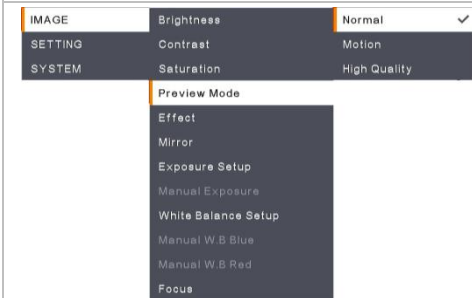 IMAGE
SETTING
SYSTEM
Brightness
Contrast
Saturation
Preview Mode
Effect
Mirror
Exposure Setup
Manual Exposure
White Balance Setup
Manual W.B Blue
Manual W.B Red
Focus
Normal ✓
Motion
High Quality